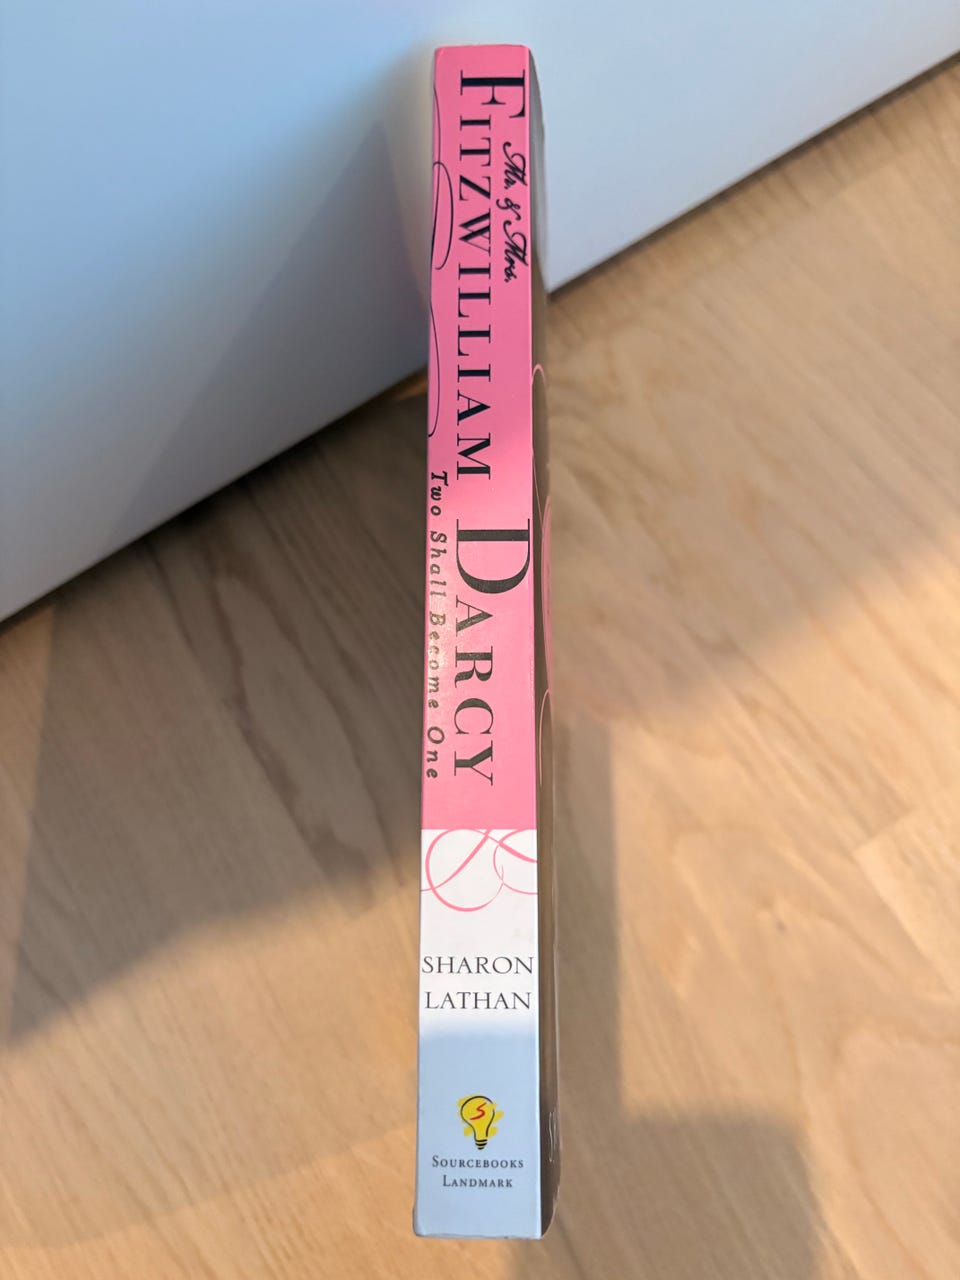 Mr. & Mrs.
FITZWILLIAM DARCY
Two Shall Become One
SHARON
LATHAN
S
SOURCEBOOKS
LANDMARK